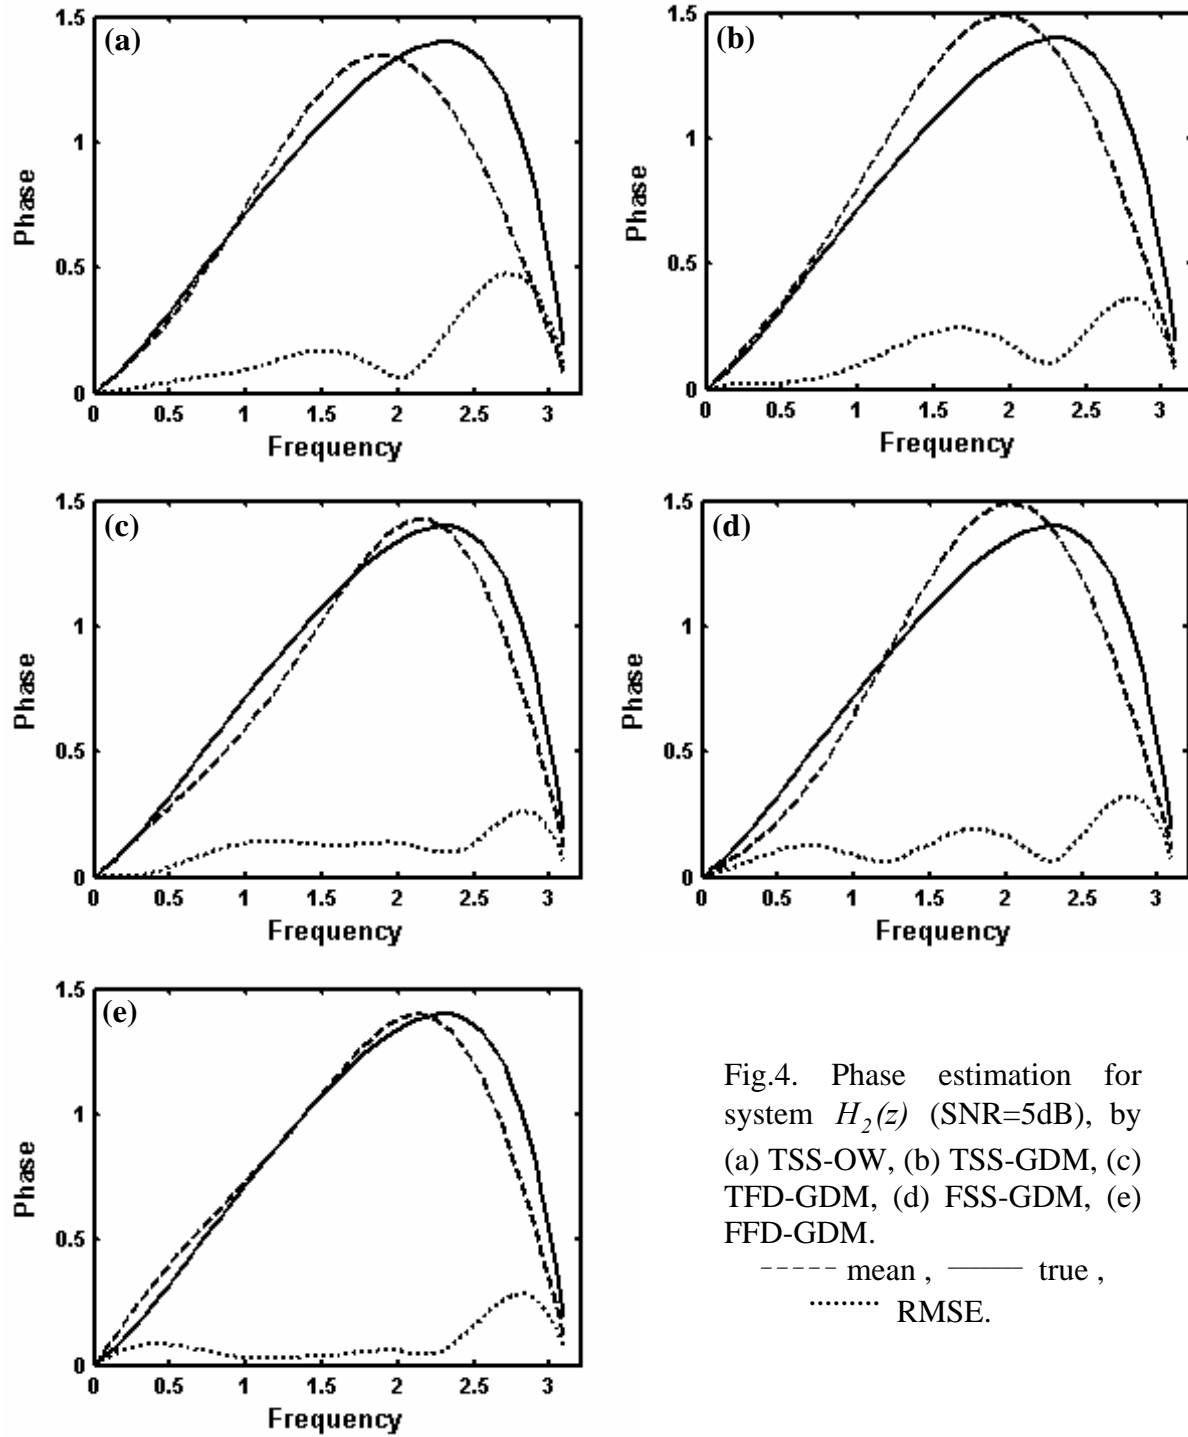 (a)
1.5
1
0.5
0
Phase
0 0.5 1 1.5 2 2.5 3
Frequency
(b)
1.5
1
0.5
0
Phase
0 0.5 1 1.5 2 2.5 3
Frequency
(c)
1.5
1
0.5
0
Phase
0 0.5 1 1.5 2 2.5 3
Frequency
(d)
1.5
1
0.5
0
Phase
0 0.5 1 1.5 2 2.5 3
Frequency
(e)
1.5
1
0.5
0
Phase
0 0.5 1 1.5 2 2.5 3
Frequency
Fig.4. Phase estimation for
system H₂(z) (SNR=5dB), by
(a) TSS-OW, (b) TSS-GDM, (c)
TFD-GDM, (d) FSS-GDM, (e)
FFD-GDM.
----- mean , ——— true ,
········· RMSE.